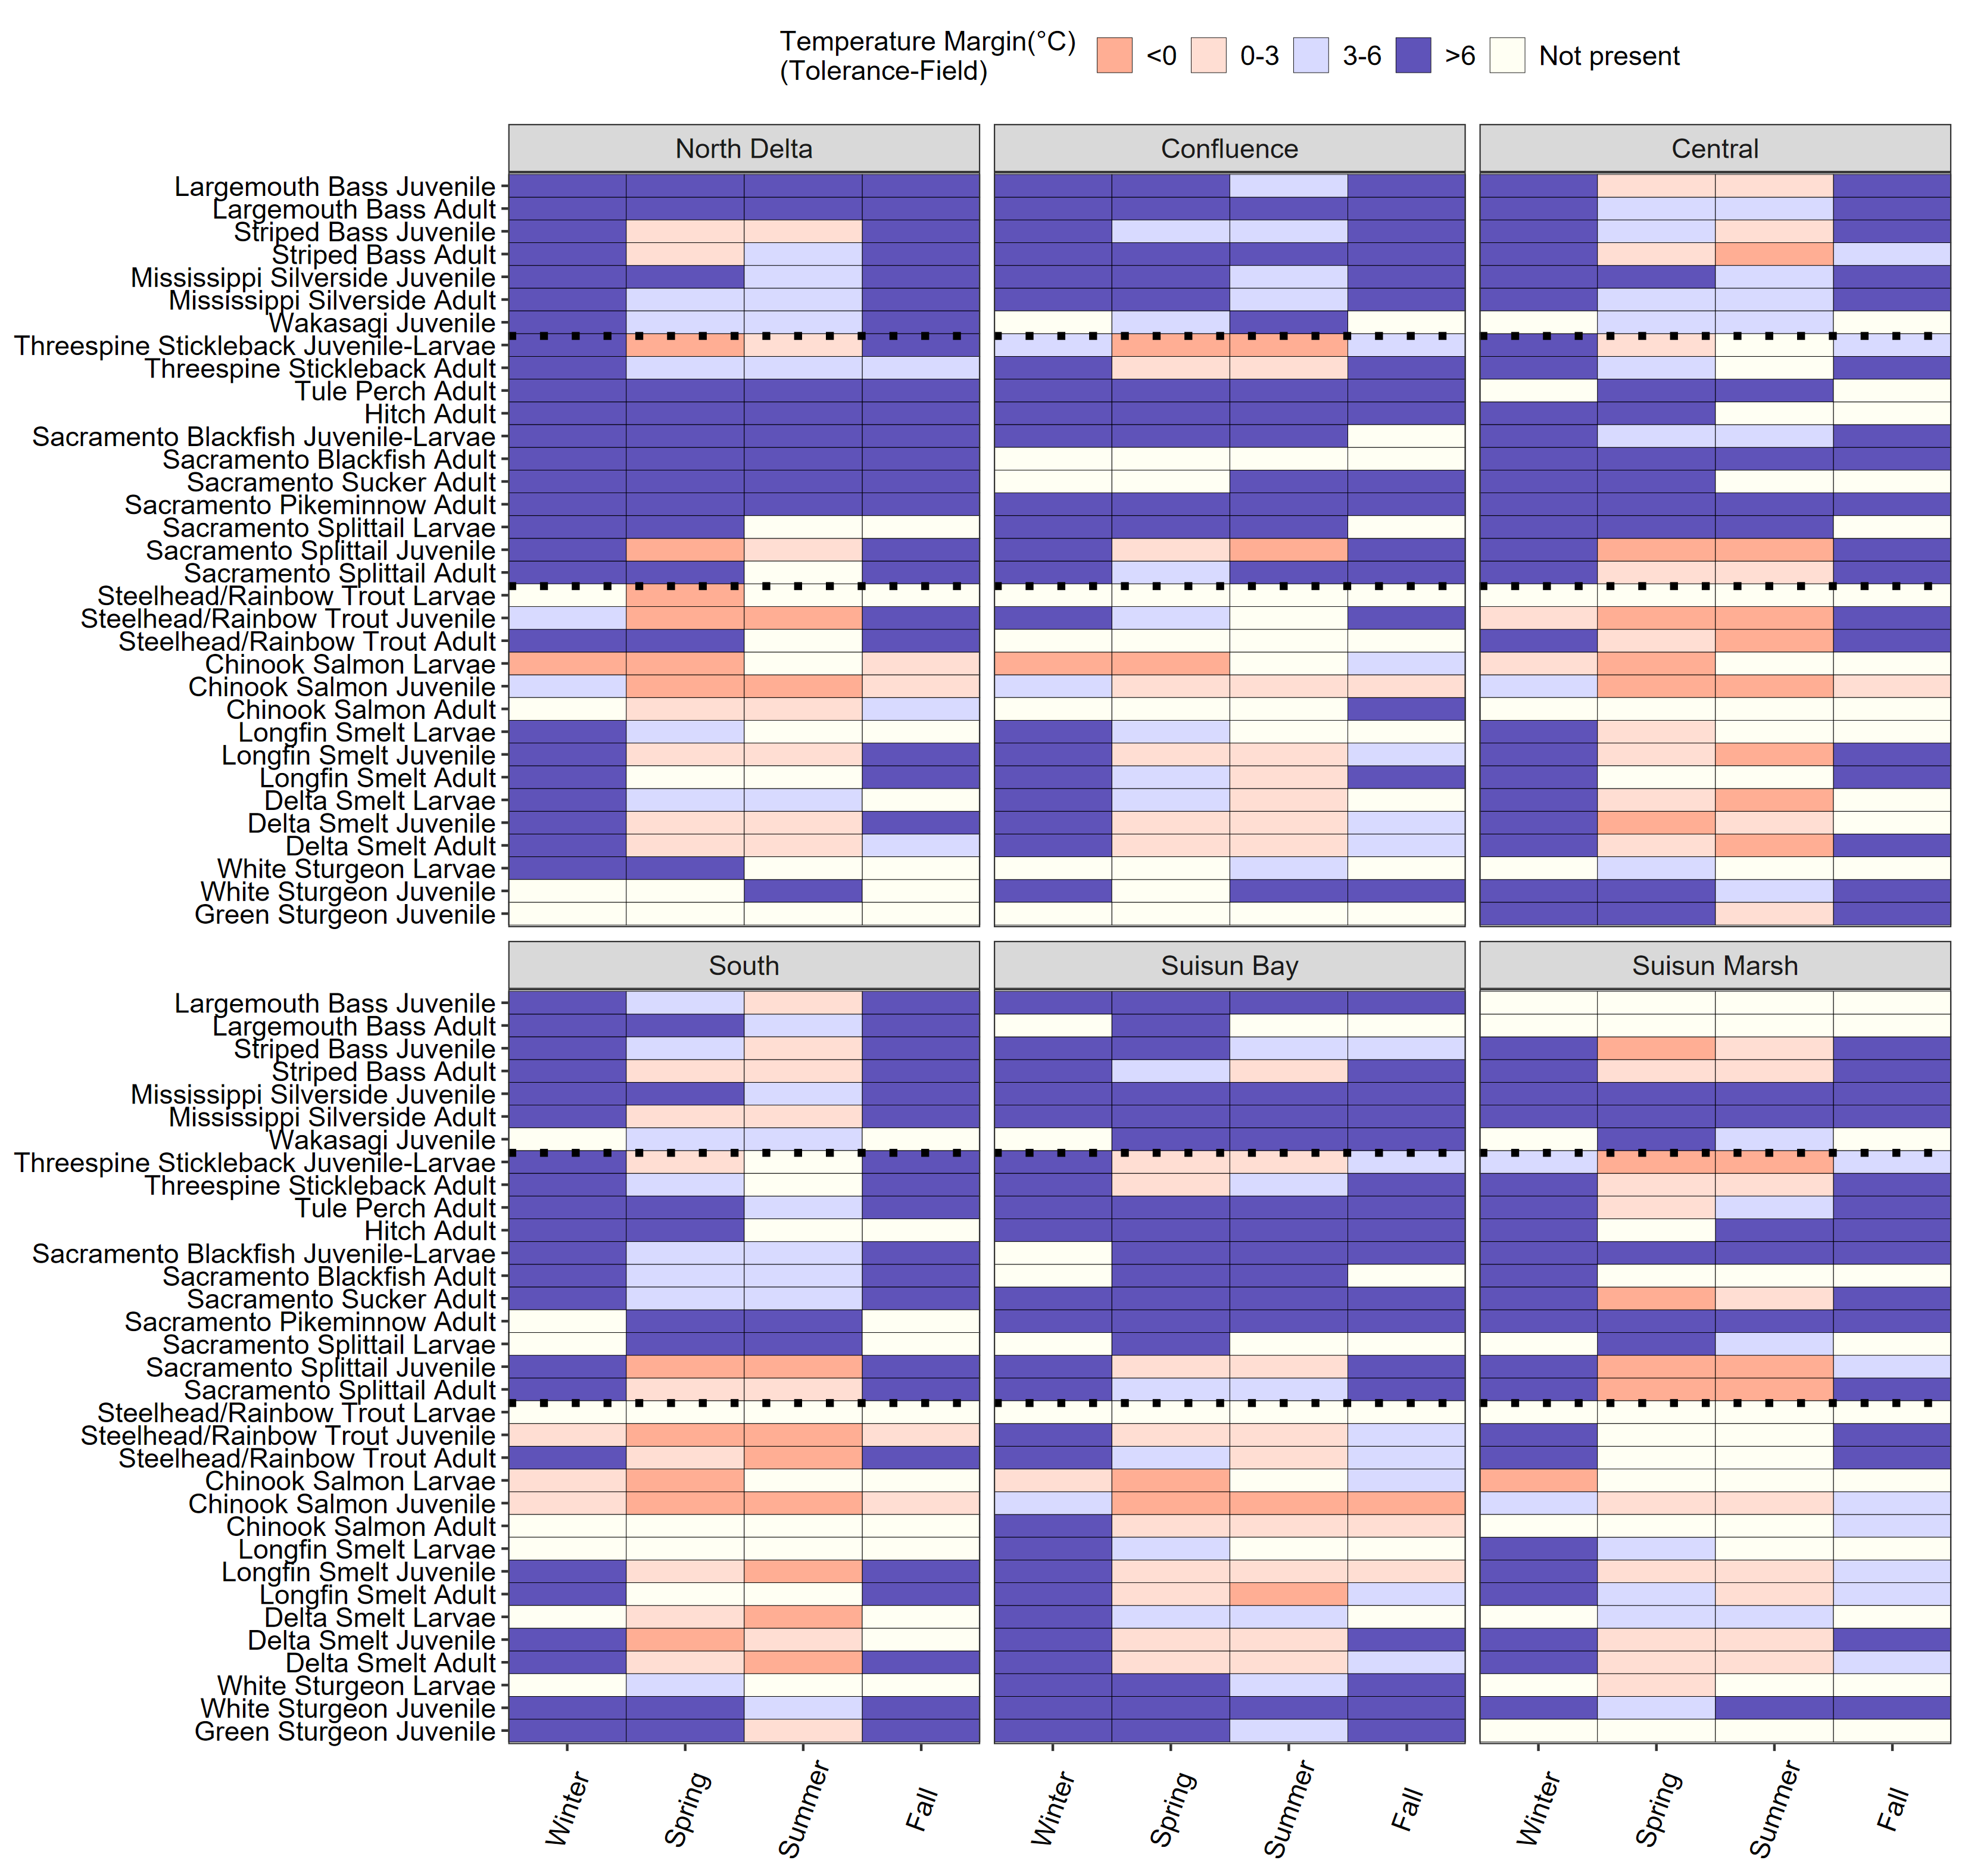 Temperature Margin(°C)
(Tolerance-Field)
<0
0-3
3-6
>6
Not present
North Delta
Confluence
Central
Largemouth Bass Juvenile
Largemouth Bass Adult
Striped Bass Juvenile
Striped Bass Adult
Mississippi Silverside Juvenile
Mississippi Silverside Adult
Wakasagi Juvenile
Threespine Stickleback Juvenile-Larvae
Threespine Stickleback Adult
Tule Perch Adult
Hitch Adult
Sacramento Blackfish Juvenile-Larvae
Sacramento Blackfish Adult
Sacramento Sucker Adult
Sacramento Pikeminnow Adult
Sacramento Splittail Larvae
Sacramento Splittail Juvenile
Sacramento Splittail Adult
Steelhead/Rainbow Trout Larvae
Steelhead/Rainbow Trout Juvenile
Steelhead/Rainbow Trout Adult
Chinook Salmon Larvae
Chinook Salmon Juvenile
Chinook Salmon Adult
Longfin Smelt Larvae
Longfin Smelt Juvenile
Longfin Smelt Adult
Delta Smelt Larvae
Delta Smelt Juvenile
Delta Smelt Adult
White Sturgeon Larvae
White Sturgeon Juvenile
Green Sturgeon Juvenile
South
Suisun Bay
Suisun Marsh
Largemouth Bass Juvenile
Largemouth Bass Adult
Striped Bass Juvenile
Striped Bass Adult
Mississippi Silverside Juvenile
Mississippi Silverside Adult
Wakasagi Juvenile
Threespine Stickleback Juvenile-Larvae
Threespine Stickleback Adult
Tule Perch Adult
Hitch Adult
Sacramento Blackfish Juvenile-Larvae
Sacramento Blackfish Adult
Sacramento Sucker Adult
Sacramento Pikeminnow Adult
Sacramento Splittail Larvae
Sacramento Splittail Juvenile
Sacramento Splittail Adult
Steelhead/Rainbow Trout Larvae
Steelhead/Rainbow Trout Juvenile
Steelhead/Rainbow Trout Adult
Chinook Salmon Larvae
Chinook Salmon Juvenile
Chinook Salmon Adult
Longfin Smelt Larvae
Longfin Smelt Juvenile
Longfin Smelt Adult
Delta Smelt Larvae
Delta Smelt Juvenile
Delta Smelt Adult
White Sturgeon Larvae
White Sturgeon Juvenile
Green Sturgeon Juvenile
Winter
Spring
Summer
Fall
Winter
Spring
Summer
Fall
Winter
Spring
Summer
Fall